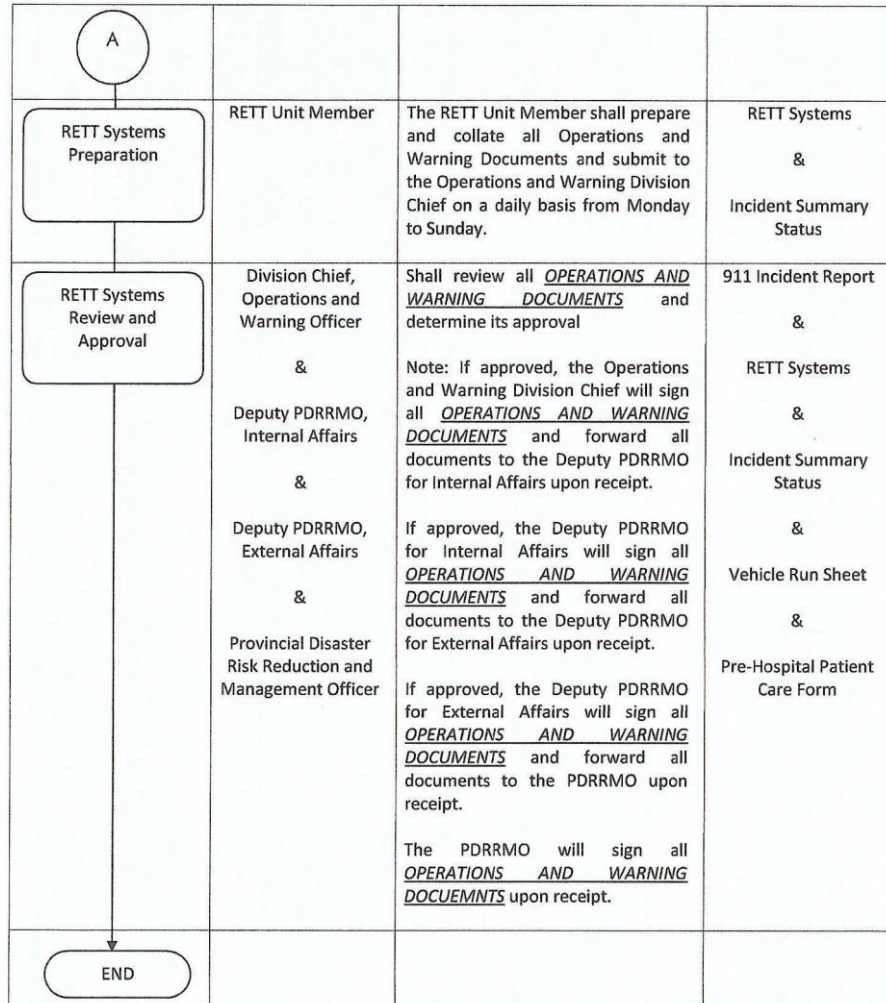 A
RETT Systems
Preparation
RETT Unit Member
The RETT Unit Member shall prepare
and collate all Operations and
Warning Documents and submit to
the Operations and Warning Division
Chief on a daily basis from Monday
to Sunday.
RETT Systems
&
Incident Summary
Status
RETT Systems
Review and
Approval
Division Chief,
Operations and
Warning Officer
&
Deputy PDRRMO,
Internal Affairs
&
Deputy PDRRMO,
External Affairs
&
Provincial Disaster
Risk Reduction and
Management Officer
Shall review all OPERATIONS AND
WARNING DOCUMENTS and
determine its approval
Note: If approved, the Operations
and Warning Division Chief will sign
all OPERATIONS AND WARNING
DOCUMENTS and forward all
documents to the Deputy PDRRMO
for Internal Affairs upon receipt.
If approved, the Deputy PDRRMO
for Internal Affairs will sign all
OPERATIONS AND WARNING
DOCUMENTS and forward all
documents to the Deputy PDRRMO
for External Affairs upon receipt.
If approved, the Deputy PDRRMO
for External Affairs will sign all
OPERATIONS AND WARNING
DOCUMENTS and forward all
documents to the PDRRMO upon
receipt.
The PDRRMO will sign all
OPERATIONS AND WARNING
DOCUEMNTS upon receipt.
911 Incident Report
&
RETT Systems
&
Incident Summary
Status
&
Vehicle Run Sheet
&
Pre-Hospital Patient
Care Form
END